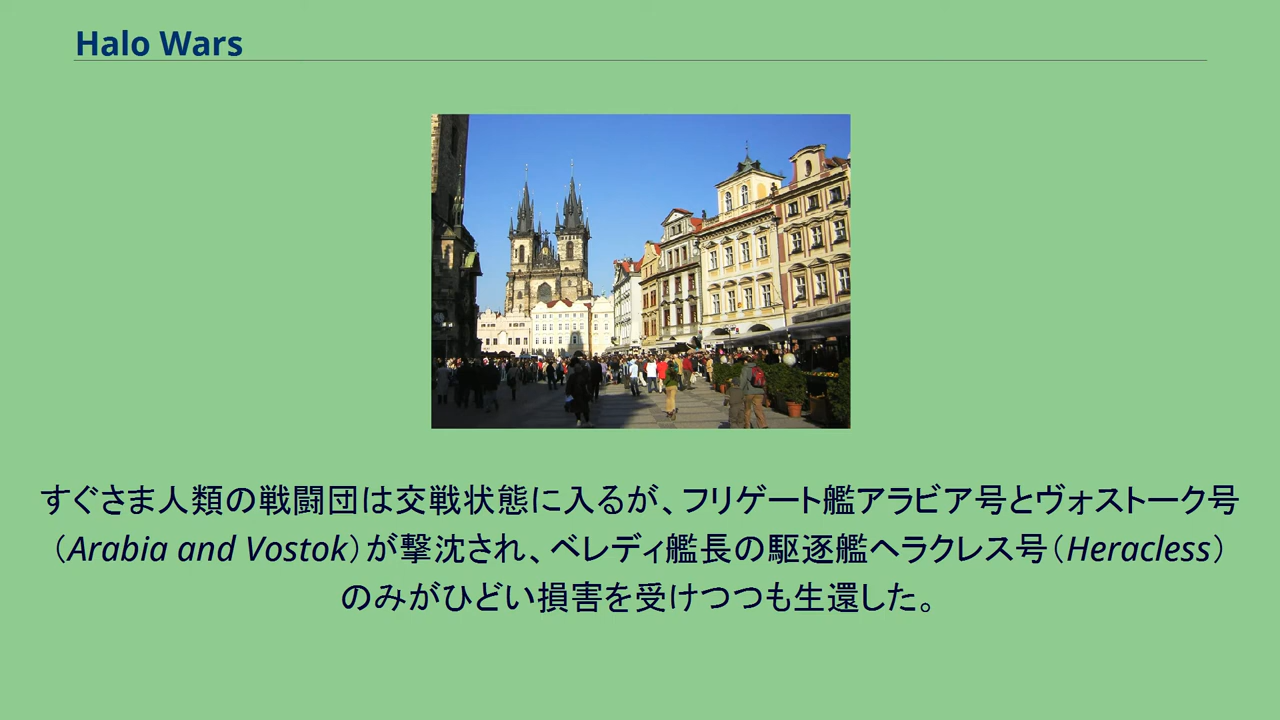 Halo Wars
すぐさま人類の戦闘団は交戦状態に入るが、フリゲート艦アラビア号とヴォストーク号
（Arabia and Vostok）が撃沈され、ベレディ艦長の駆逐艦ヘラクレス号（Heracless）
のみがひどい損害を受けつつも生還した。